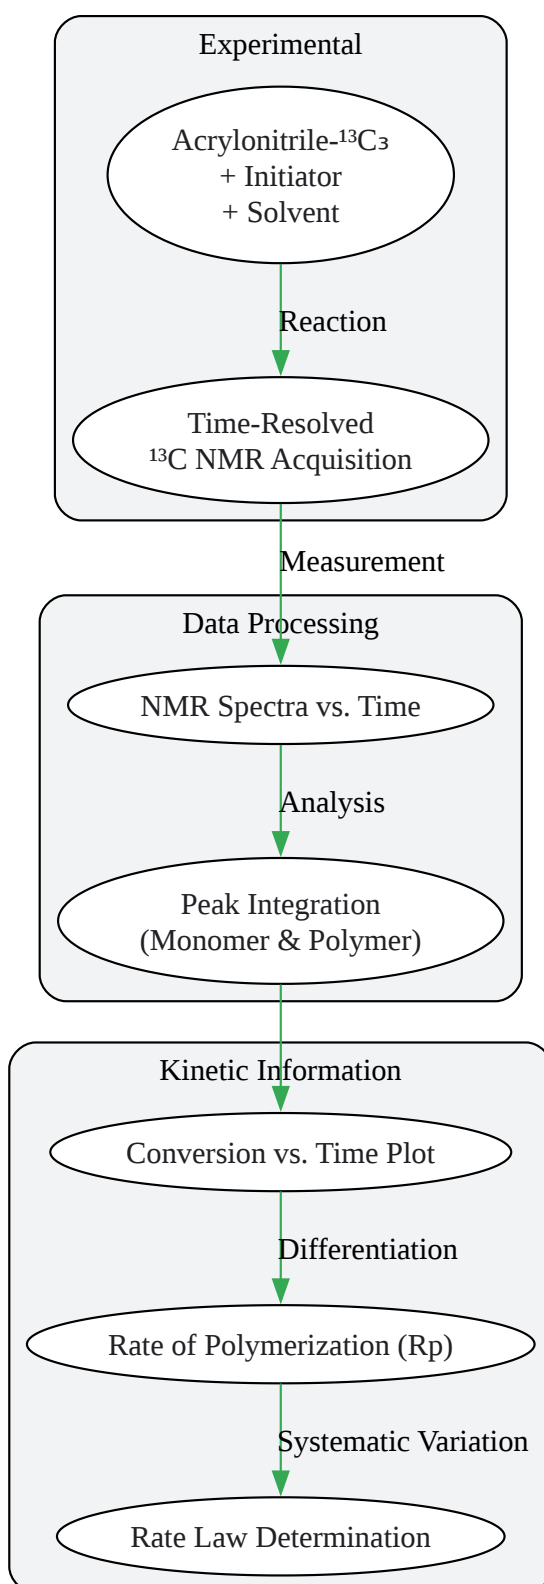 Experimental
Acrylonitrile-¹³C₃
+ Initiator
+ Solvent
Reaction
Time-Resolved
¹³C NMR Acquisition
Measurement
Data Processing
NMR Spectra vs. Time
Analysis
Peak Integration
(Monomer & Polymer)
Kinetic Information
Conversion vs. Time Plot
Differentiation
Rate of Polymerization (Rp)
Systematic Variation
Rate Law Determination